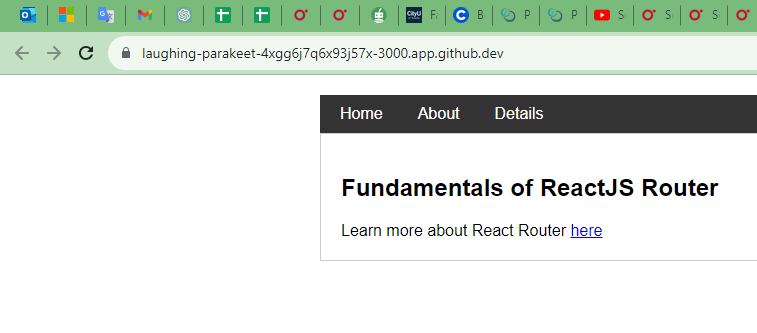 CityU
F
B
P
P
S
S
S
laughing-parakeet-4xgg6j7q6x93j57x-3000.app.github.dev
Home About Details
Fundamentals of ReactJS Router
Learn more about React Router here